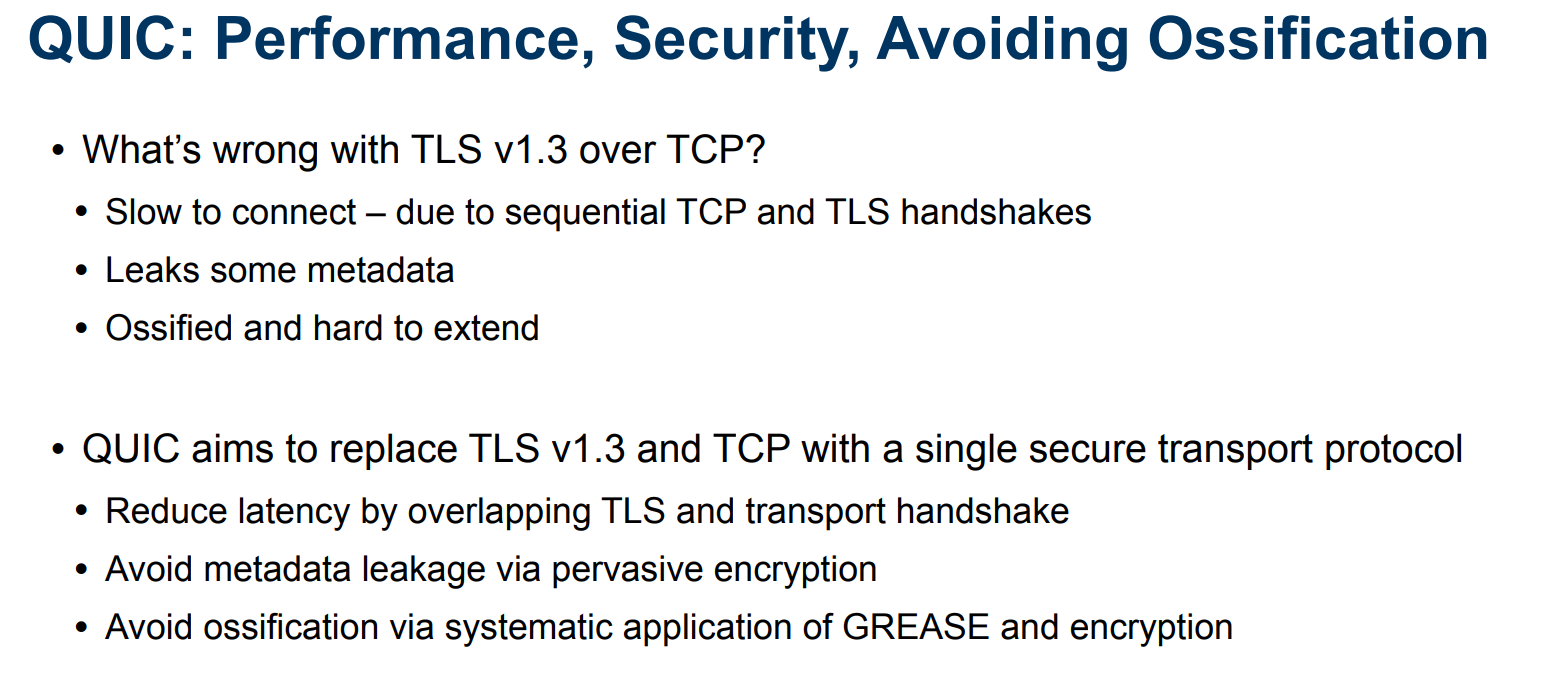 QUIC: Performance, Security, Avoiding Ossification
• What’s wrong with TLS v1.3 over TCP?
• Slow to connect – due to sequential TCP and TLS handshakes
• Leaks some metadata
• Ossified and hard to extend
• QUIC aims to replace TLS v1.3 and TCP with a single secure transport protocol
• Reduce latency by overlapping TLS and transport handshake
• Avoid metadata leakage via pervasive encryption
• Avoid ossification via systematic application of GREASE and encryption